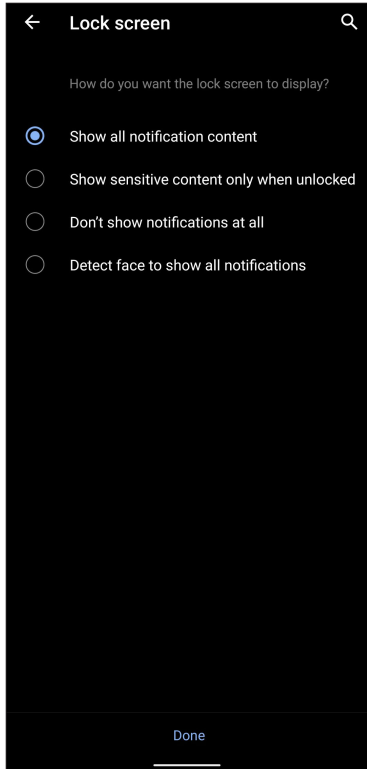 Lock screen
How do you want the lock screen to display?
Show all notification content
Show sensitive content only when unlocked
Don't show notifications at all
Detect face to show all notifications
Done